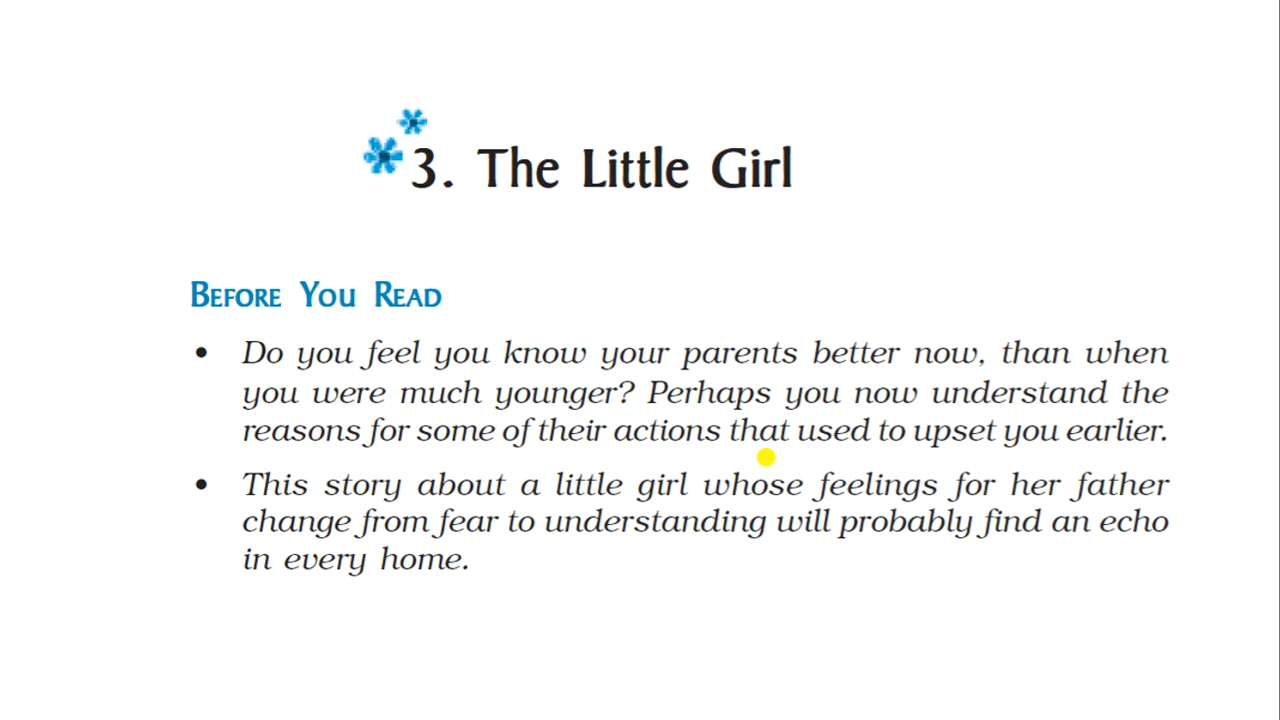 3. The Little Girl
BEFORE YOU READ
• Do you feel you know your parents better now, than when
you were much younger? Perhaps you now understand the
reasons for some of their actions that used to upset you earlier.
• This story about a little girl whose feelings for her father
change from fear to understanding will probably find an echo
in every home.